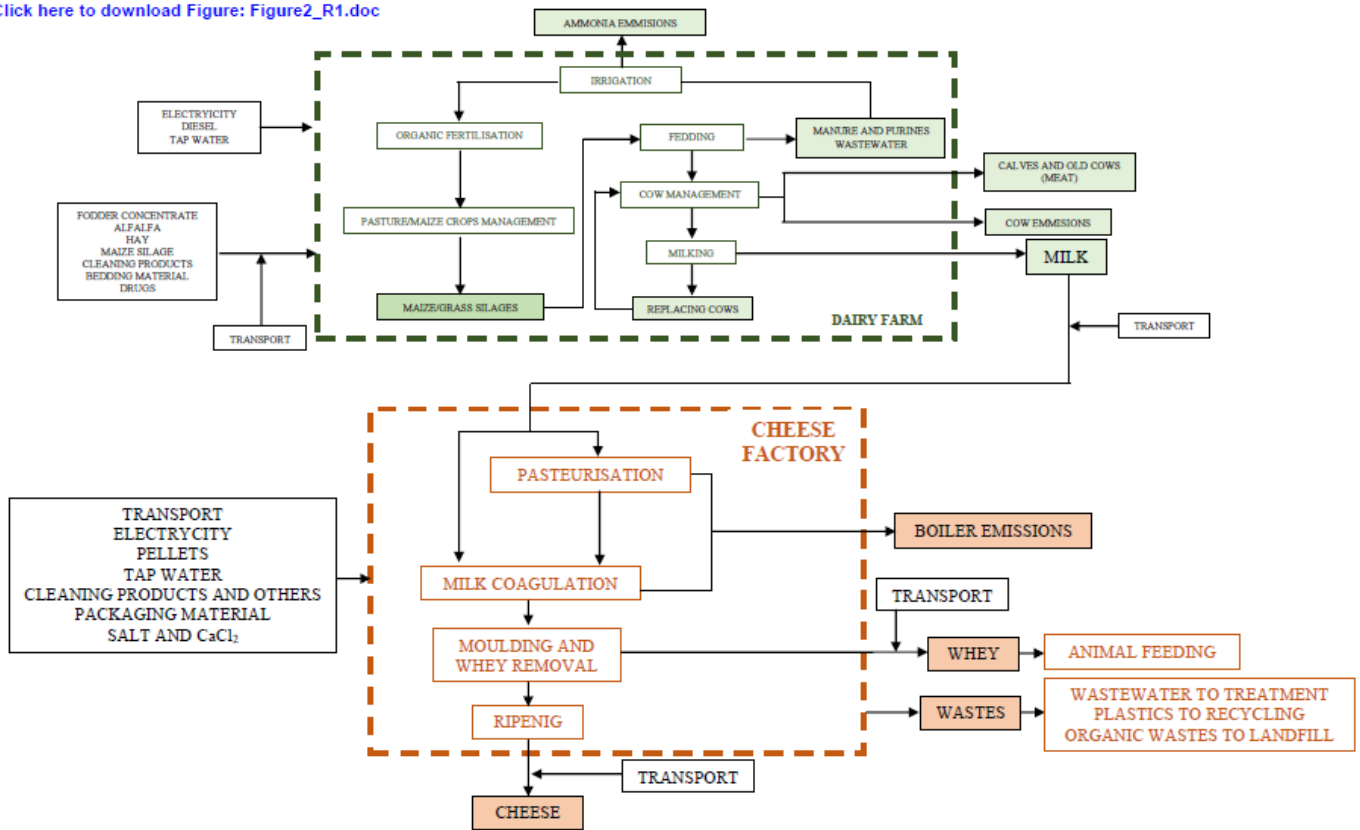 Click here to download Figure: Figure2_R1.doc
AMMONIA EMMISIONS
IRRIGATION
ELECTRYICITY
DIESEL
TAP WATER
ORGANIC FERTILISATION
FEDDING
MANURE AND PURINES
WASTEWATER
CALVES AND OLD COWS
(MEAT)
COW MANAGEMENT
FODDER CONCENTRATE
ALFALFA
HAY
MAIZE SILAGE
CLEANING PRODUCTS
BEDDING MATERIAL
DRUGS
PASTURE/MAIZE CROPS MANAGEMENT
COW EMMISIONS
MILKING
MILK
MAIZE/GRASS SILAGES
REPLACING COWS
DAIRY FARM
TRANSPORT
TRANSPORT
CHEESE
FACTORY
PASTEURISATION
TRANSPORT
ELECTRYCITY
PELLETS
TAP WATER
CLEANING PRODUCTS AND OTHERS
PACKAGING MATERIAL
SALT AND CaCl₂
BOILER EMISSIONS
MILK COAGULATION
TRANSPORT
MOULDING AND
WHEY REMOVAL
WHEY
ANIMAL FEEDING
RIPENIG
WASTES
WASTEWATER TO TREATMENT
PLASTICS TO RECYCLING
ORGANIC WASTES TO LANDFILL
TRANSPORT
CHEESE